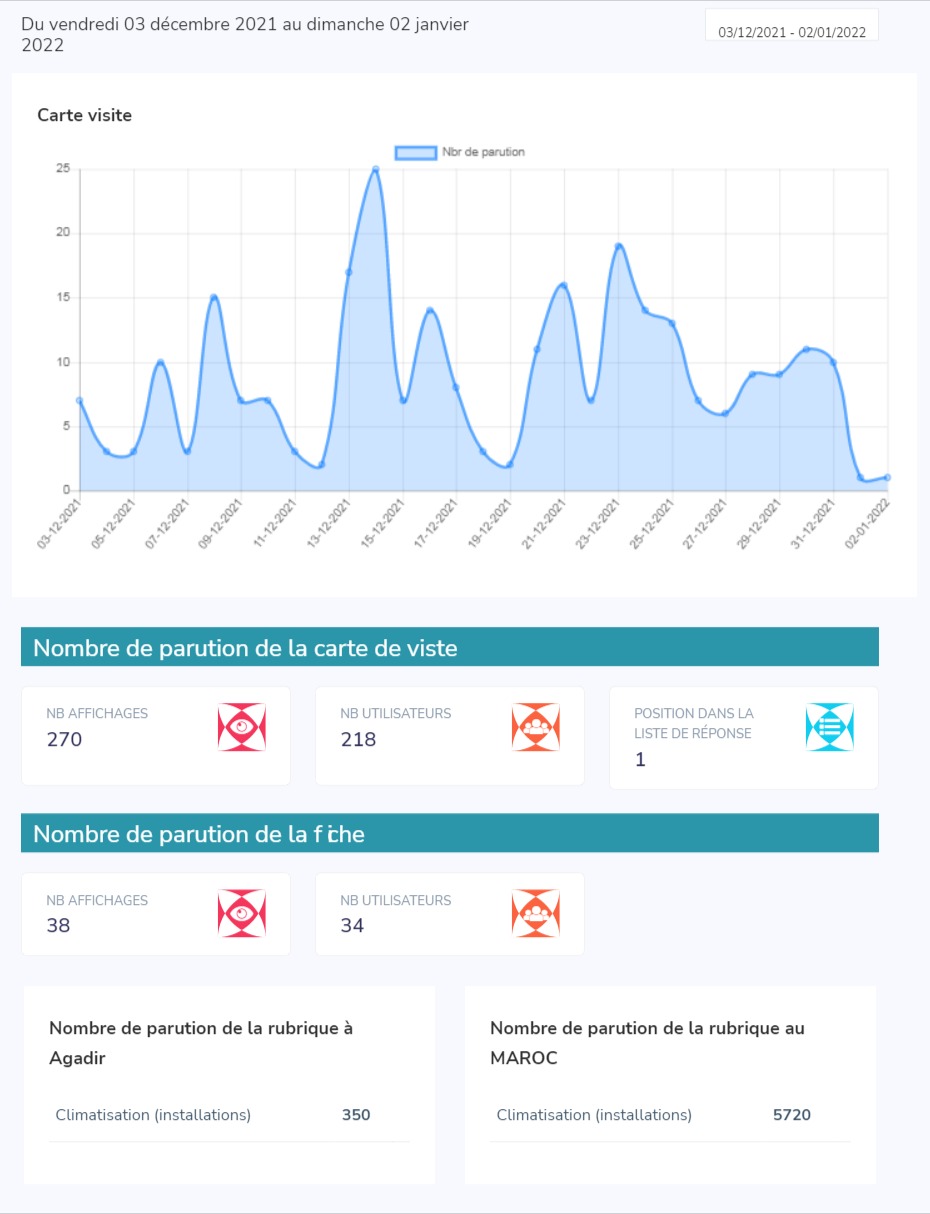 Du vendredi 03 décembre 2021 au dimanche 02 janvier
2022
03/12/2021 - 02/01/2022
Carte visite
Nbr de parution
25
20
15
10
5
0
03-12-2021
05-12-2021
07-12-2021
09-12-2021
11-12-2021
13-12-2021
15-12-2021
17-12-2021
19-12-2021
21-12-2021
23-12-2021
25-12-2021
27-12-2021
29-12-2021
31-12-2021
02-01-2022
Nombre de parution de la carte de viste
NB AFFICHAGES
270
NB UTILISATEURS
218
POSITION DANS LA
LISTE DE RÉPONSE
1
Nombre de parution de la fiche
NB AFFICHAGES
38
NB UTILISATEURS
34
Nombre de parution de la rubrique à
Agadir
Climatisation (installations) 350
Nombre de parution de la rubrique au
MAROC
Climatisation (installations) 5720